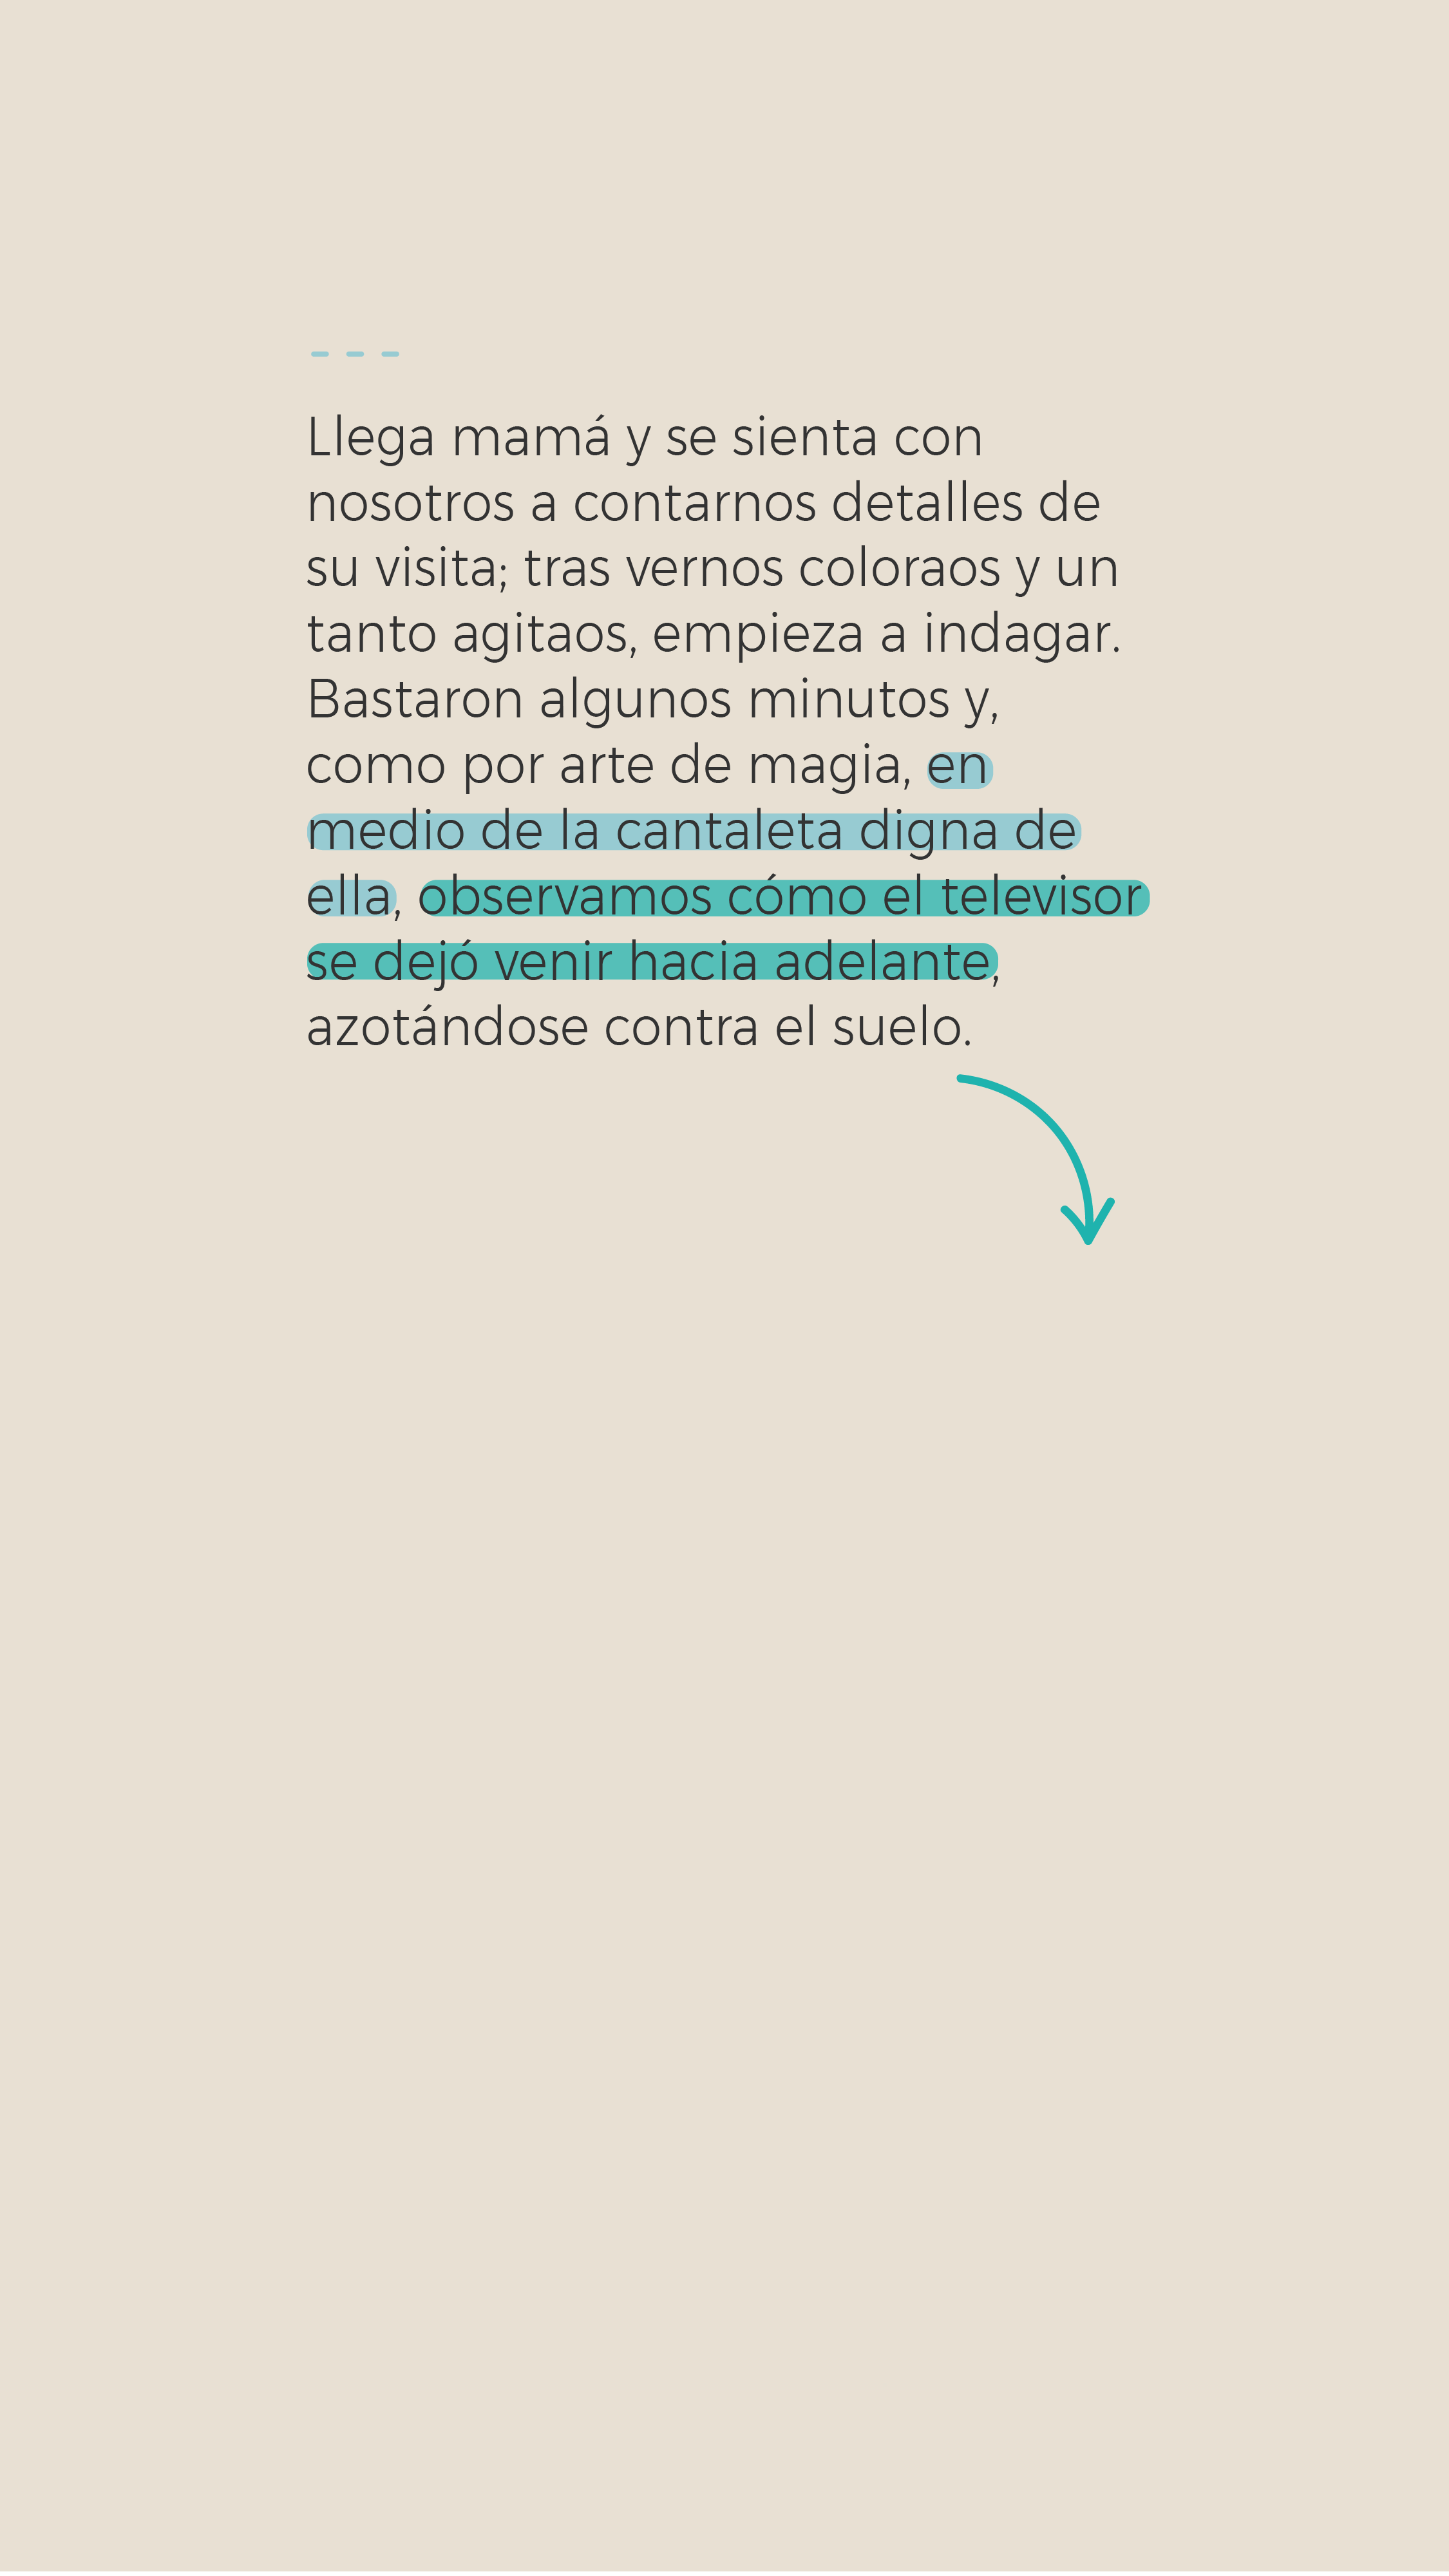 Llega mamá y se sienta con
nosotros a contarnos detalles de
su visita; tras vernos coloraos y un
tanto agitaos, empieza a indagar.
Bastaron algunos minutos y,
como por arte de magia, en
medio de la cantaleta digna de
ella, observamos cómo el televisor
se dejó venir hacia adelante,
azotándose contra el suelo.